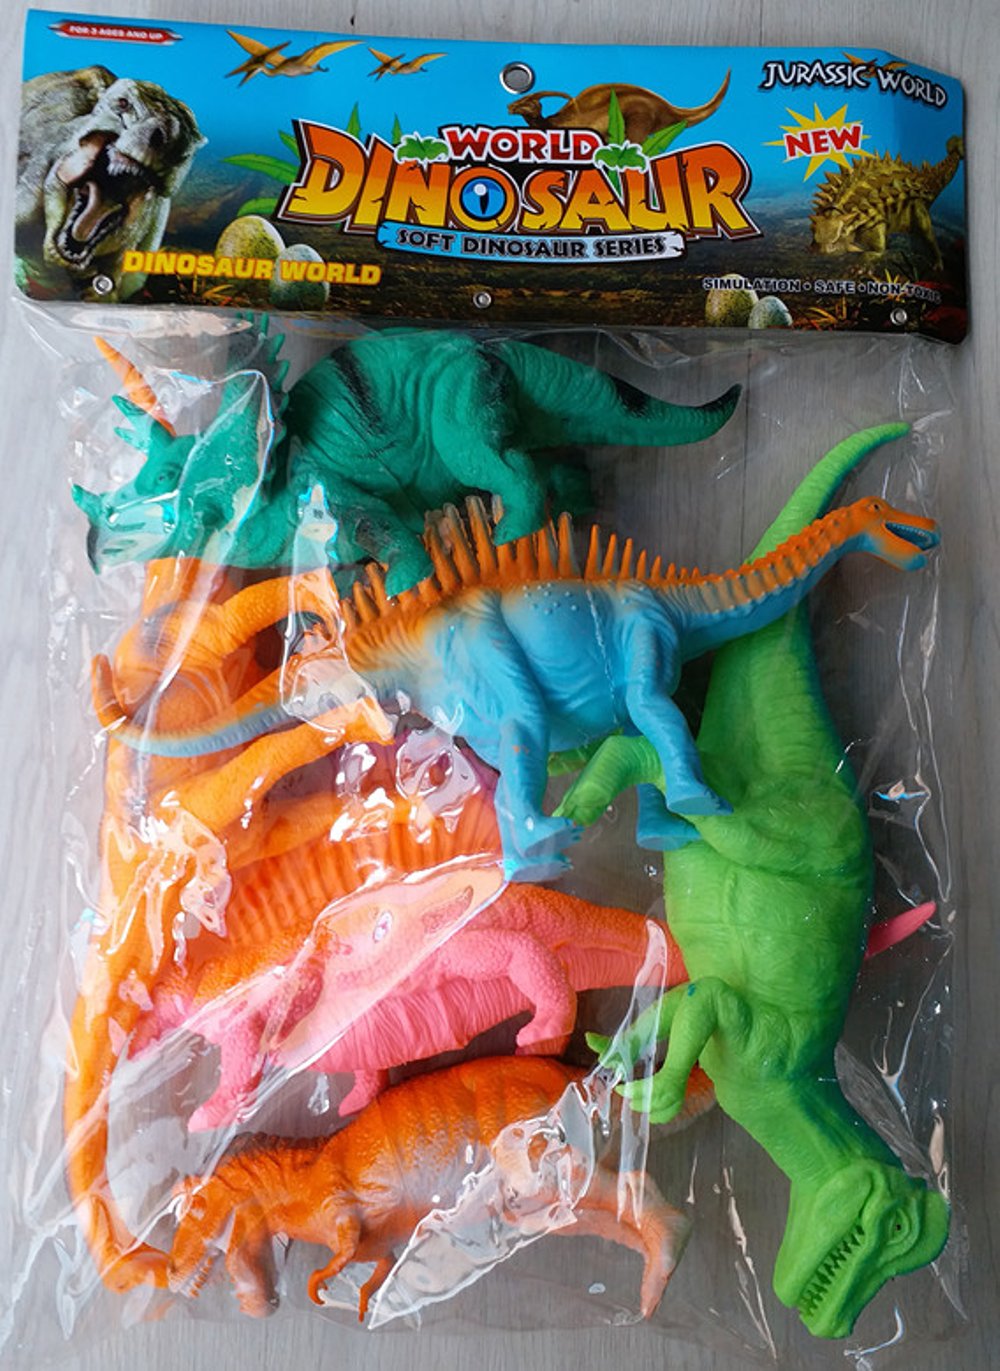 FOR 3 AGES AND UP
JURASSIC WORLD
NEW
WORLD
DINOSAUR
SOFT DINOSAUR SERIES
DINOSAUR WORLD
SIMULATION • SAFE • NON-TOXIC